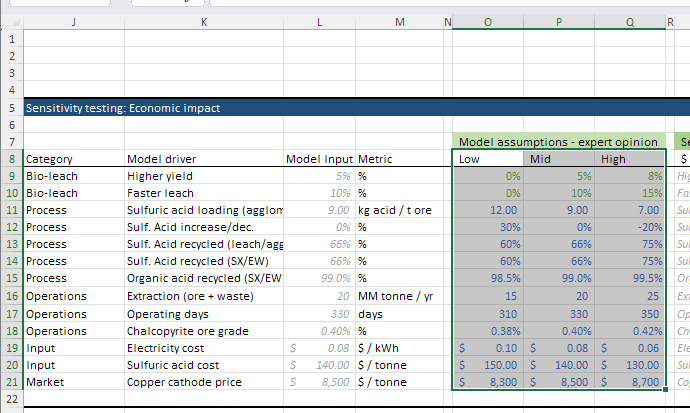 J K L M N O P Q R
1
2
3
4
5 Sensitivity testing: Economic impact
6
7 Model assumptions - expert opinion Se
8 Category Model driver Model Input Metric Low Mid High $
9 Bio-leach Higher yield 5% % 0% 5% 8% Hig
10 Bio-leach Faster leach 10% % 0% 10% 15% Fa
11 Process Sulfuric acid loading (agglom 9.00 kg acid / t ore 12.00 9.00 7.00 Sul
12 Process Sulf. Acid increase/dec. 0% % 30% 0% -20% Sul
13 Process Sulf. Acid recycled (leach/agg 66% % 60% 66% 75% Sul
14 Process Sulf. Acid recycled (SX/EW) 66% % 60% 66% 75% Sul
15 Process Organic acid recycled (SX/EW 99.0% % 98.5% 99.0% 99.5% Or
16 Operations Extraction (ore + waste) 20 MM tonne / yr 15 20 25 Ex
17 Operations Operating days 330 days 310 330 350 Op
18 Operations Chalcopyrite ore grade 0.40% % 0.38% 0.40% 0.42% Ch
19 Input Electricity cost $ 0.08 $ / kWh $ 0.10 $ 0.08 $ 0.06 Ele
20 Input Sulfuric acid cost $ 140.00 $ / tonne $ 150.00 $ 140.00 $ 130.00 Sul
21 Market Copper cathode price $ 8,500 $ / tonne $ 8,300 $ 8,500 $ 8,700 Co
22